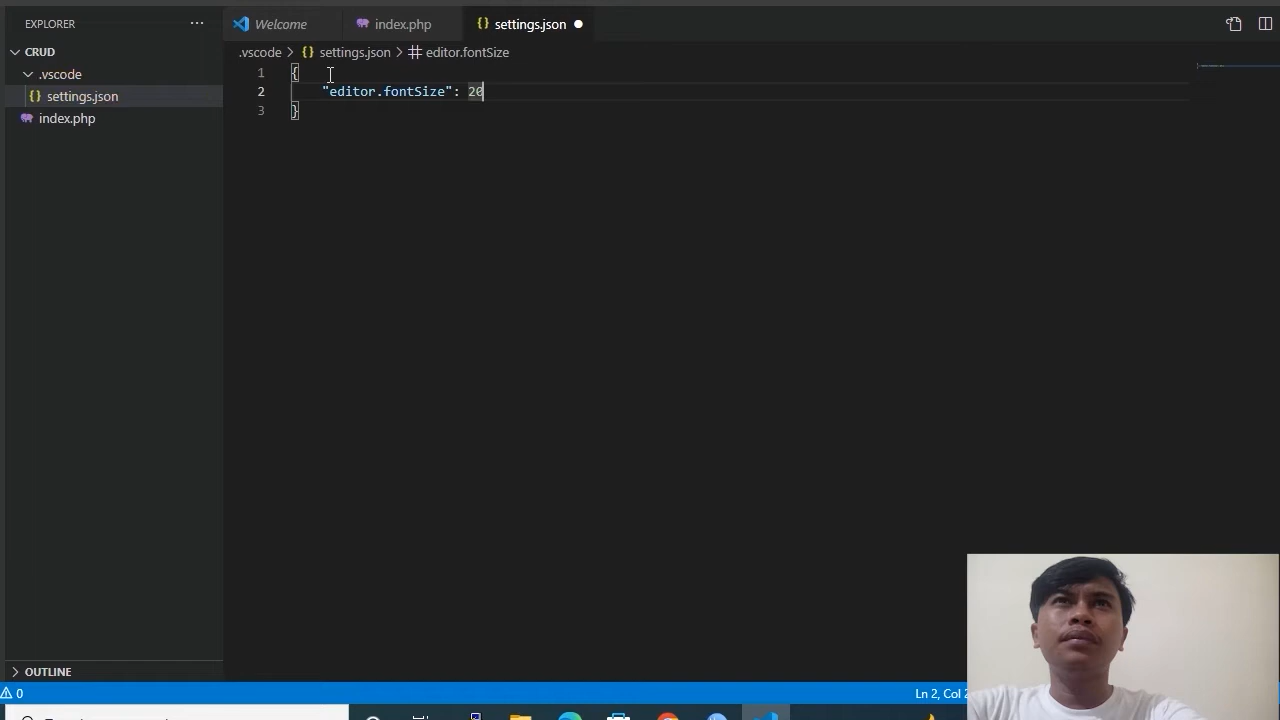 EXPLORER ···
Welcome
index.php
settings.json
CRUD
.vscode > {} settings.json > editor.fontSize
.vscode
{} settings.json
index.php
1 {
2 "editor.fontSize": 20
3 }
OUTLINE
0
Ln 2, Col